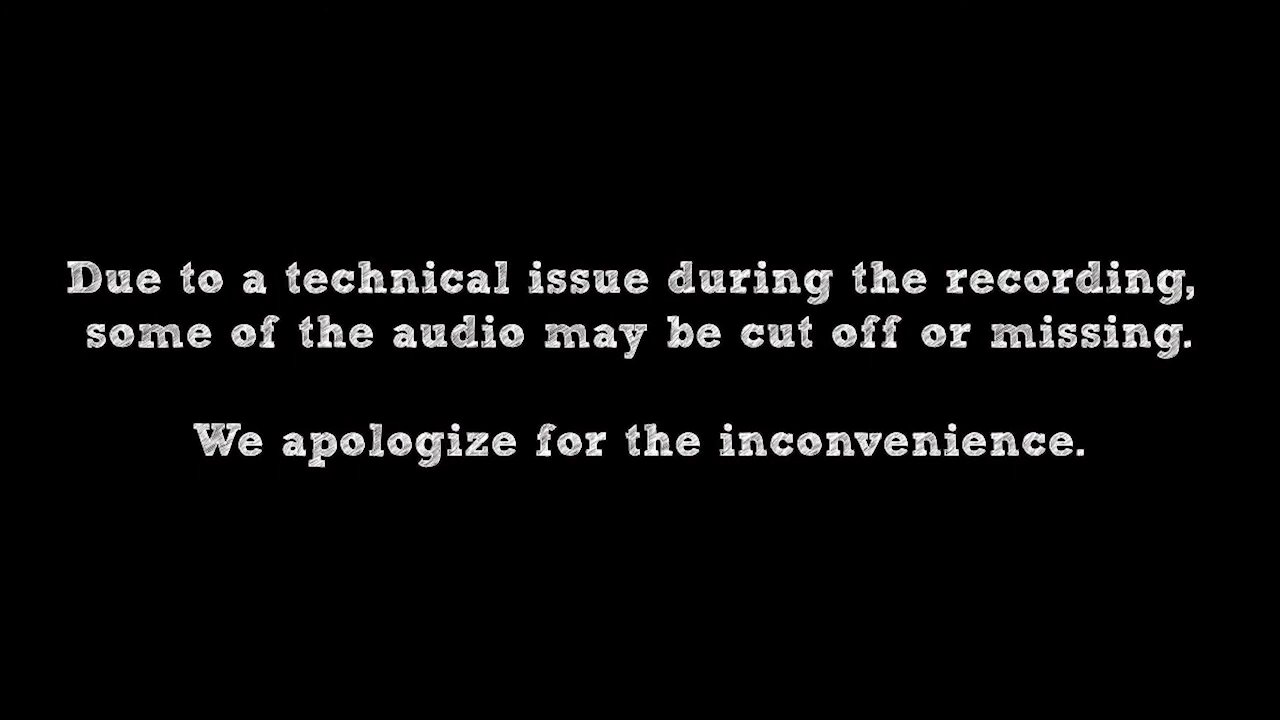 Due to a technical issue during the recording,
some of the audio may be cut off or missing.
We apologize for the inconvenience.